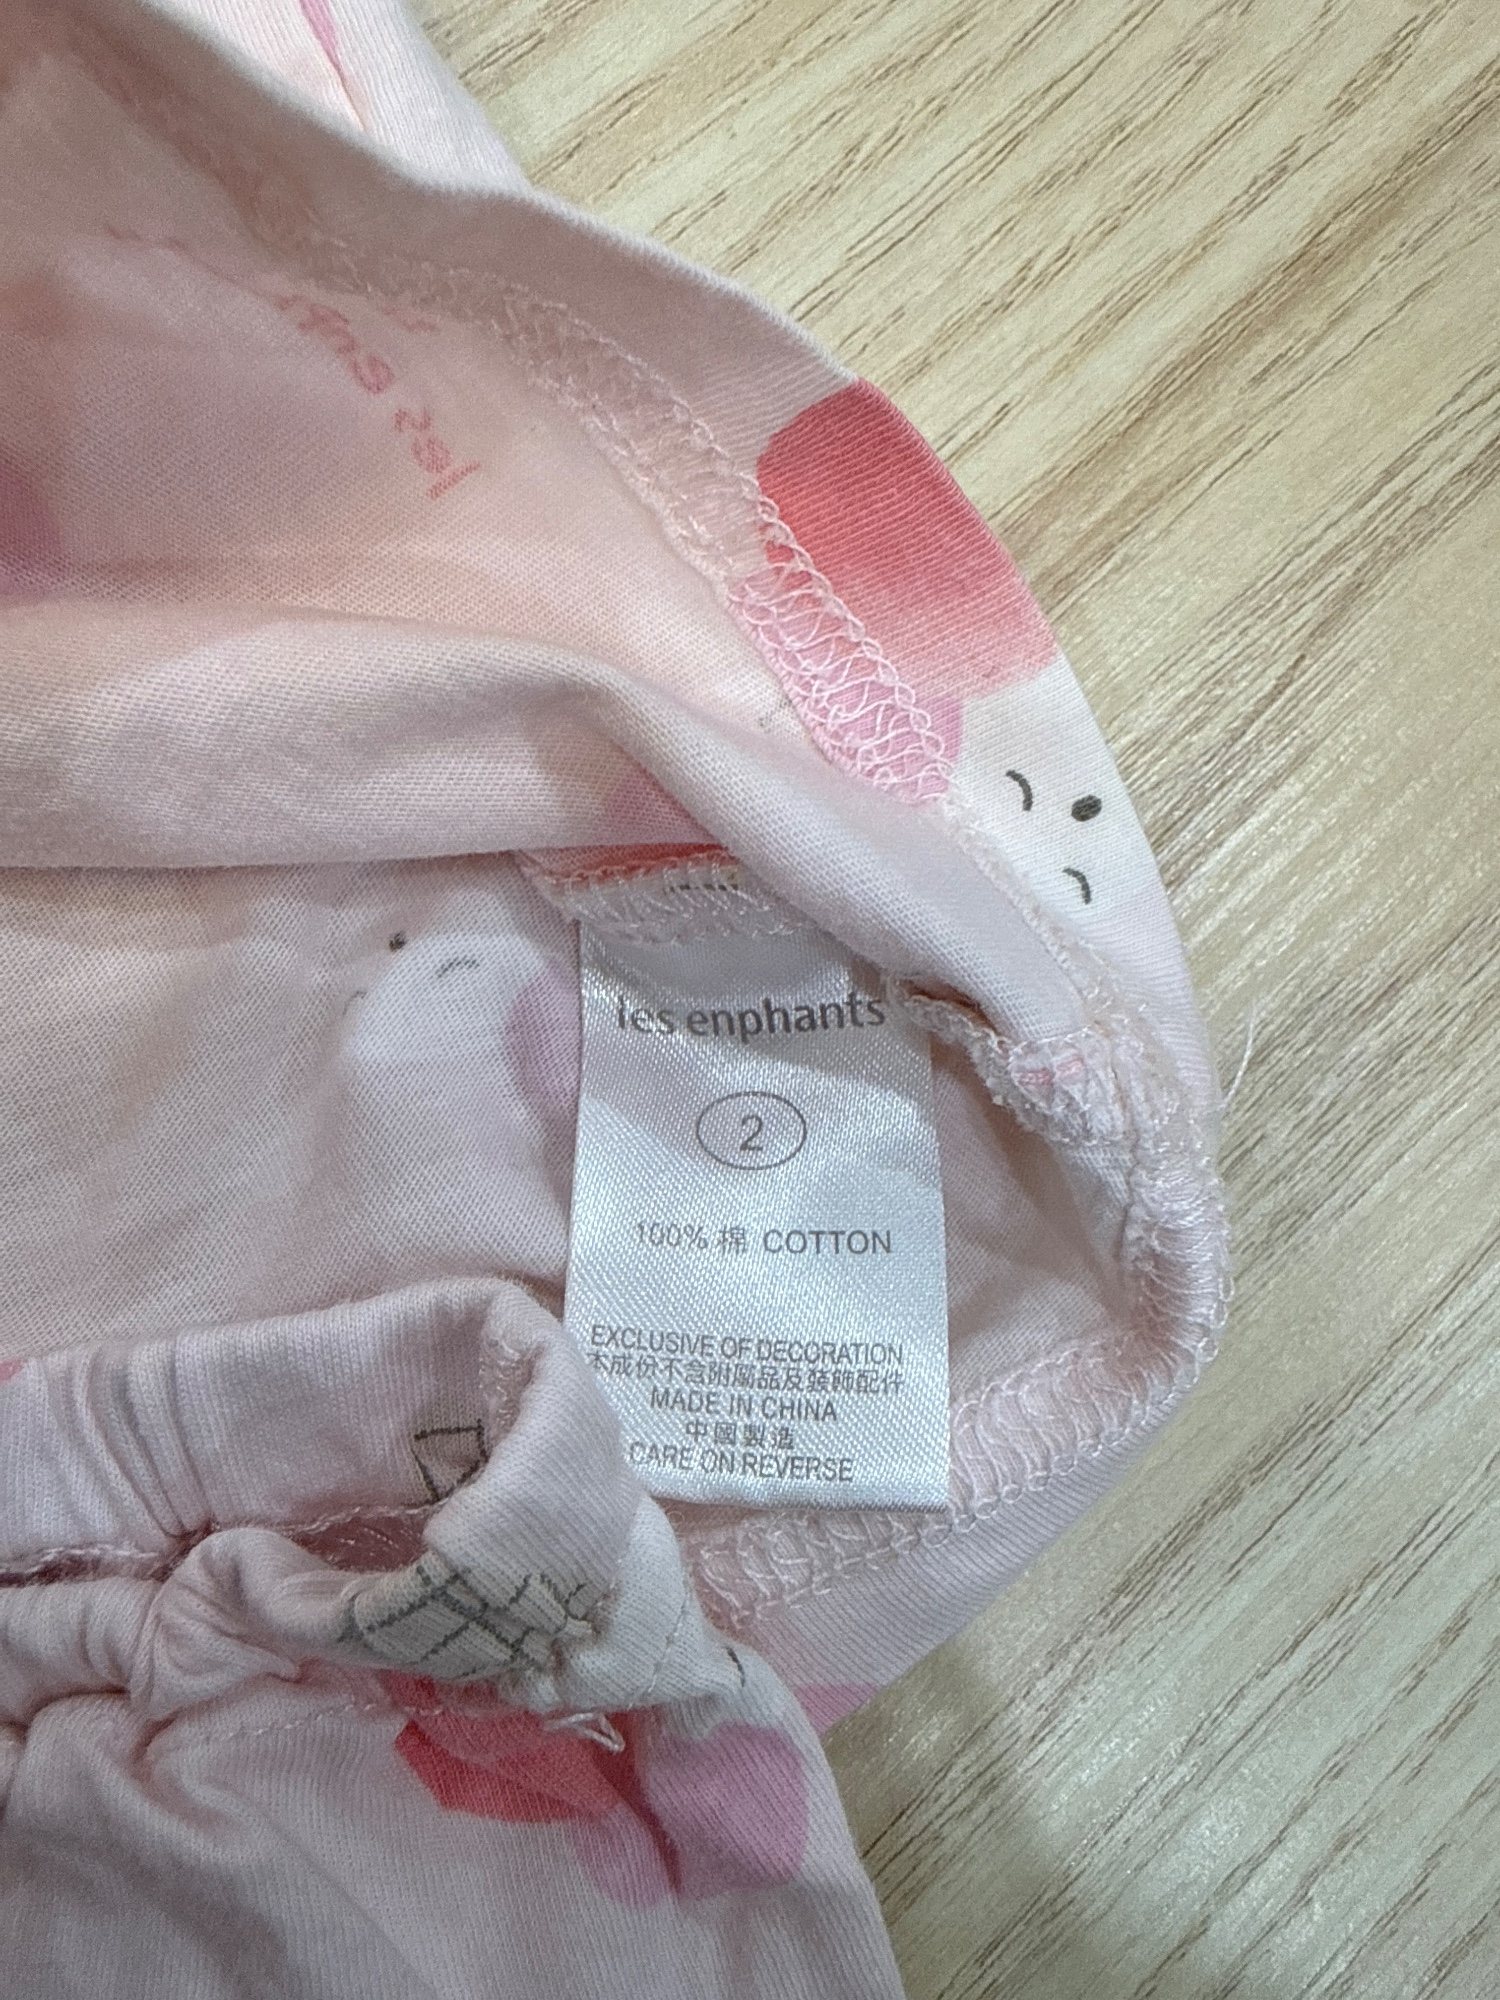 les enphants
2
100% 棉 COTTON
EXCLUSIVE OF DECORATION
本成份不含附屬品及裝飾配件
MADE IN CHINA
中國製造
CARE ON REVERSE